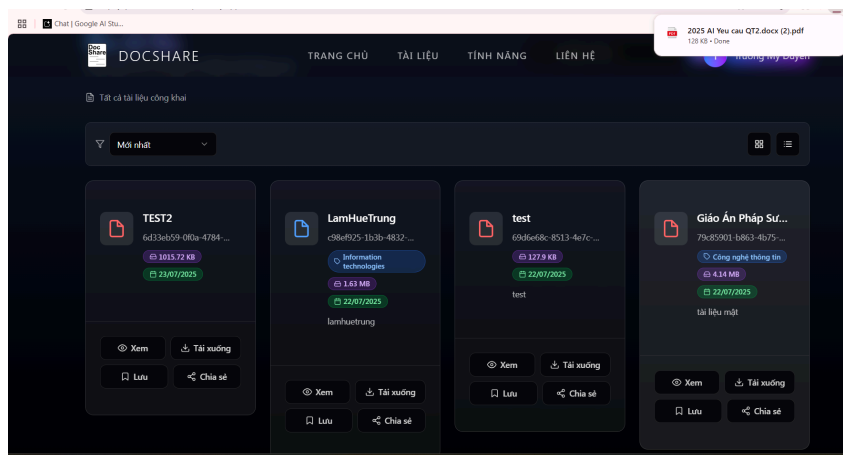 Chat | Google AI Stu...
2025 AI Yeu cau QT2.docx (2).pdf
128 KB • Done
Doc
Share
DOCSHARE
TRANG CHỦ
TÀI LIỆU
TÍNH NĂNG
LIÊN HỆ
T
Trương Mỹ Duyên
Tất cả tài liệu công khai
Mới nhất
TEST2
6d33eb59-0f0a-4784-...
1015.72 KB
23/07/2025
Xem
Tải xuống
Lưu
Chia sẻ
LamHueTrung
c98ef925-1b3b-4832-...
Information
technologies
1.63 MB
22/07/2025
lamhuetrung
Xem
Tải xuống
Lưu
Chia sẻ
test
69d6e68c-8513-4e7c-...
127.9 KB
22/07/2025
test
Xem
Tải xuống
Lưu
Chia sẻ
Giáo Án Pháp Sư...
79c85901-b863-4b75-...
Công nghệ thông tin
4.14 MB
22/07/2025
tài liệu mật
Xem
Tải xuống
Lưu
Chia sẻ